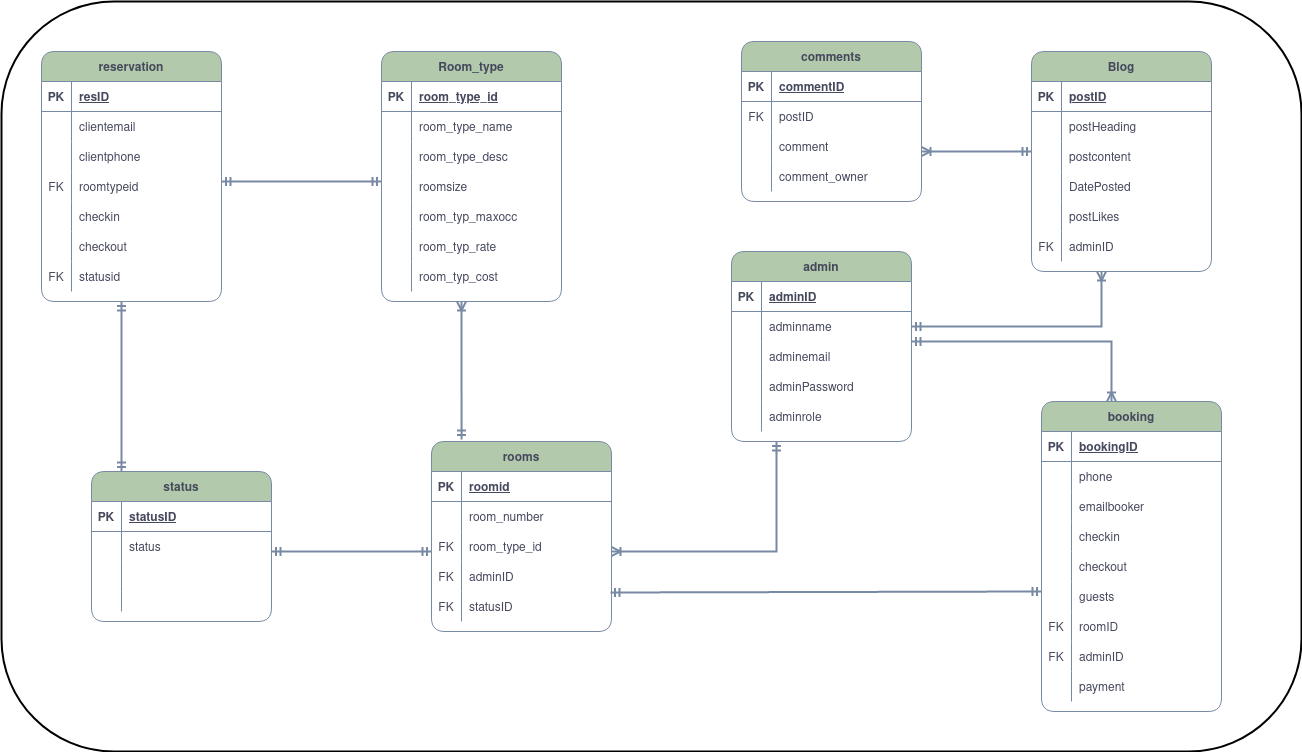 reservation
PK resID
clientemail
clientphone
FK roomtypeid
checkin
checkout
FK statusid
Room_type
PK room_type_id
room_type_name
room_type_desc
roomsize
room_typ_maxocc
room_typ_rate
room_typ_cost
comments
PK commentID
FK postID
comment
comment_owner
Blog
PK postID
postHeading
postcontent
DatePosted
postLikes
FK adminID
admin
PK adminID
adminname
adminemail
adminPassword
adminrole
status
PK statusID
status
rooms
PK roomid
room_number
FK room_type_id
FK adminID
FK statusID
booking
PK bookingID
phone
emailbooker
checkin
checkout
guests
FK roomID
FK adminID
payment